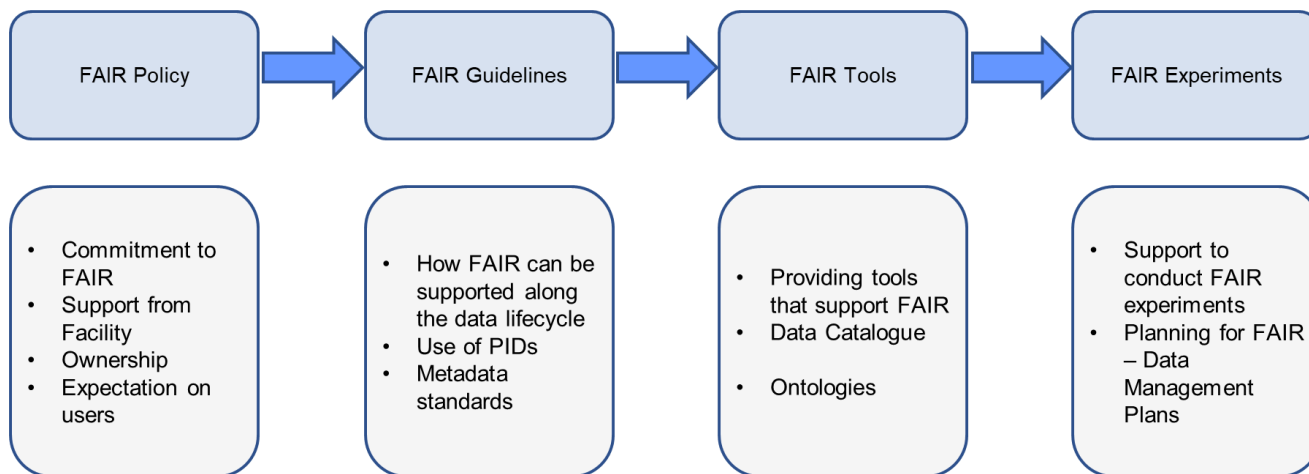 FAIR Policy
FAIR Guidelines
FAIR Tools
FAIR Experiments
• Commitment to
FAIR
• Support from
Facility
• Ownership
• Expectation on
users
• How FAIR can be
supported along
the data lifecycle
• Use of PIDs
• Metadata
standards
• Providing tools
that support FAIR
• Data Catalogue
• Ontologies
• Support to
conduct FAIR
experiments
• Planning for FAIR
– Data
Management
Plans